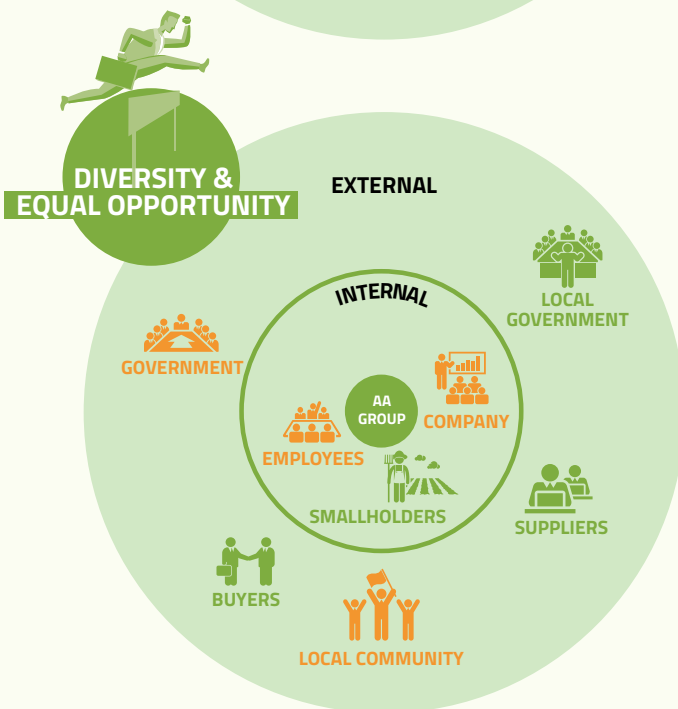 DIVERSITY &
EQUAL OPPORTUNITY
EXTERNAL
INTERNAL
LOCAL
GOVERNMENT
GOVERNMENT
AA
GROUP
COMPANY
EMPLOYEES
SMALLHOLDERS
SUPPLIERS
BUYERS
LOCAL COMMUNITY